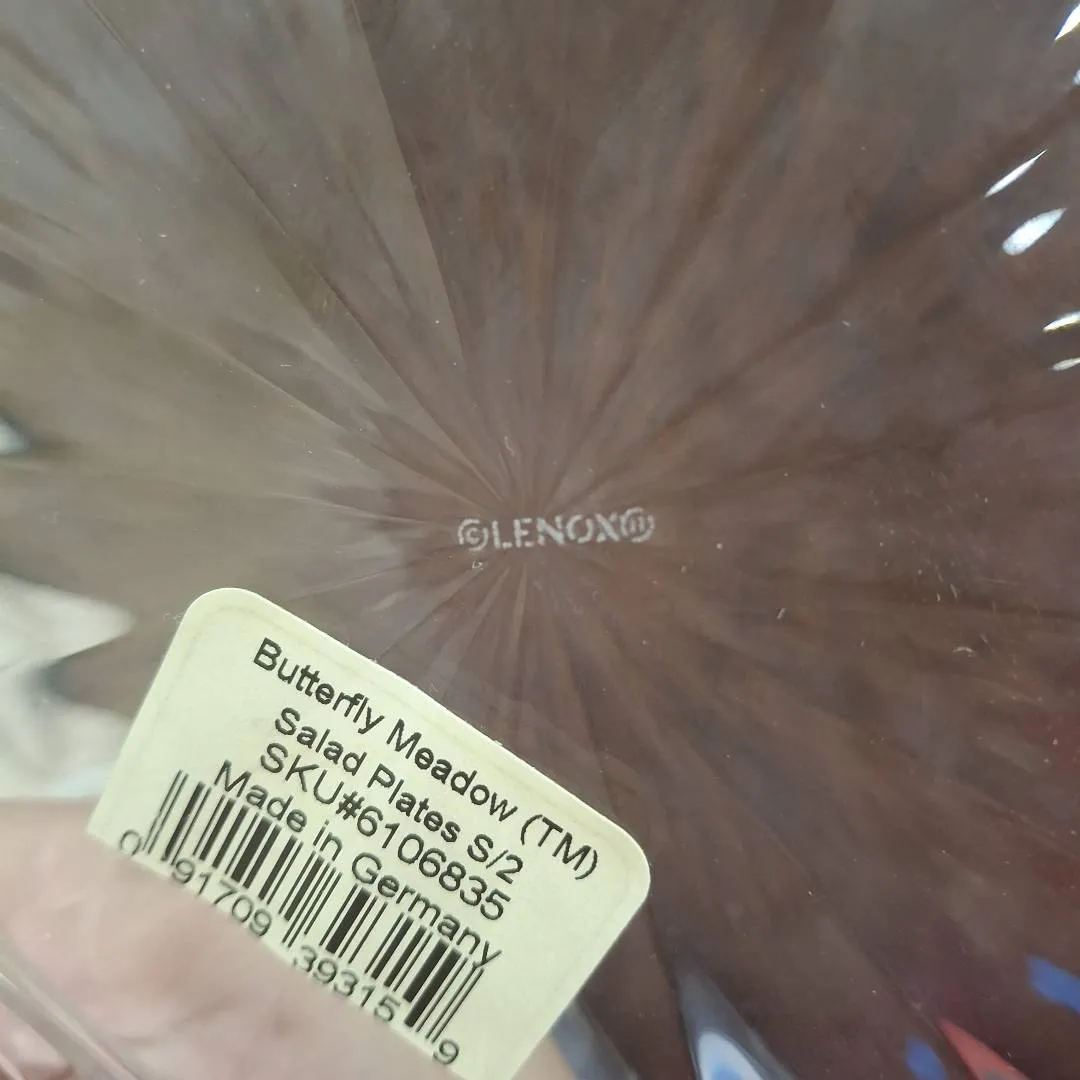 ©LENOX®
Butterfly Meadow (TM)
Salad Plates S/2
SKU#6106835
Made in Germany
0 91709 39315 9